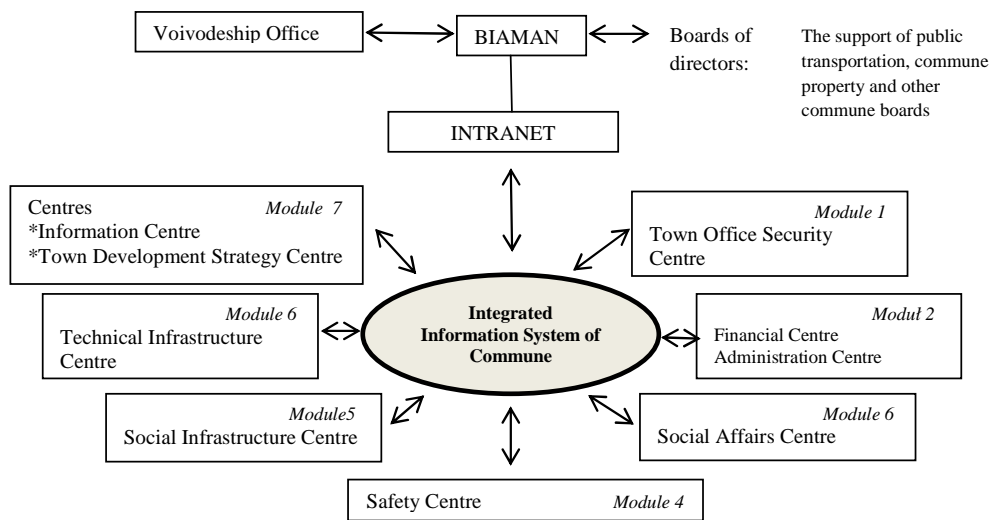 Voivodeship Office
BIAMAN
Boards of
directors:
The support of public
transportation, commune
property and other
commune boards
INTRANET
Centres
Module 7
*Information Centre
*Town Development Strategy Centre
Module 1
Town Office Security
Centre
Module 6
Technical Infrastructure
Centre
Integrated
Information System of
Commune
Moduł 2
Financial Centre
Administration Centre
Module5
Social Infrastructure Centre
Module 6
Social Affairs Centre
Safety Centre
Module 4